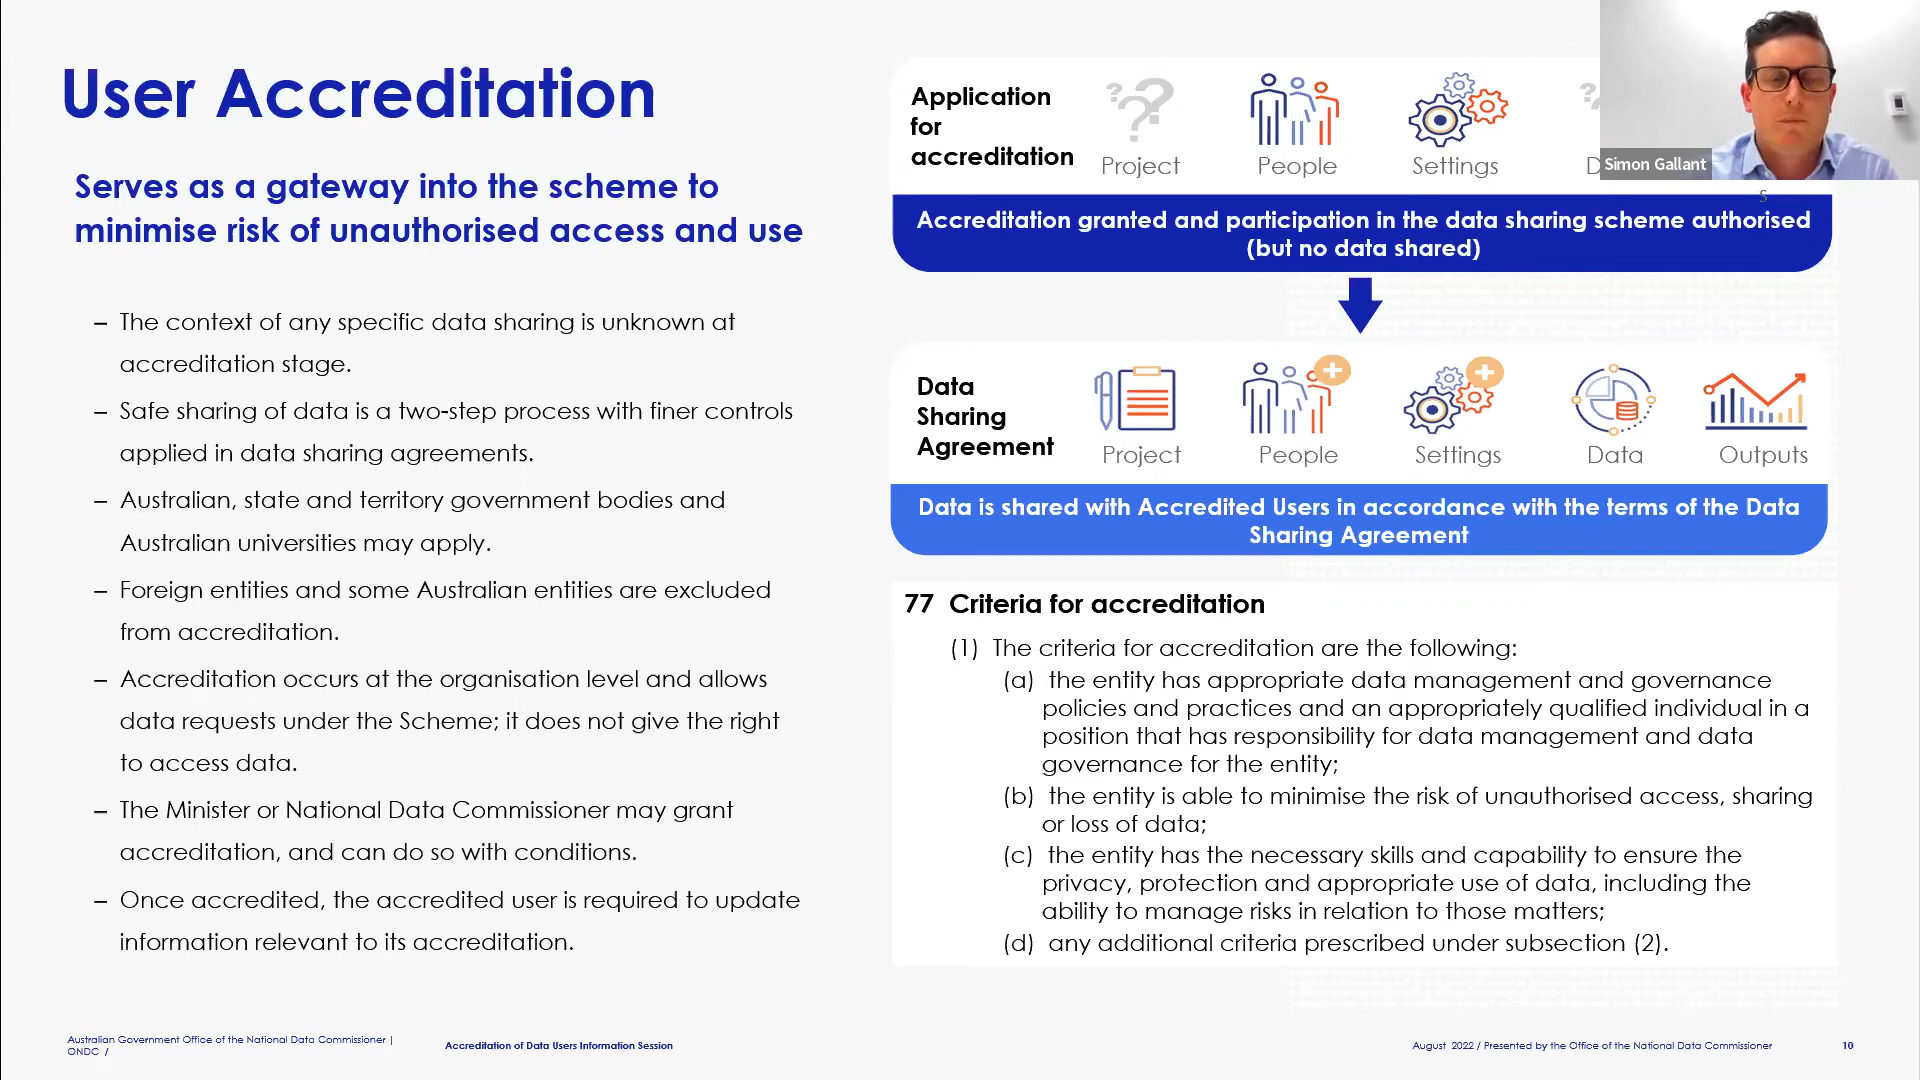 User Accreditation
Serves as a gateway into the scheme to
minimise risk of unauthorised access and use
– The context of any specific data sharing is unknown at
accreditation stage.
– Safe sharing of data is a two-step process with finer controls
applied in data sharing agreements.
– Australian, state and territory government bodies and
Australian universities may apply.
– Foreign entities and some Australian entities are excluded
from accreditation.
– Accreditation occurs at the organisation level and allows
data requests under the Scheme; it does not give the right
to access data.
– The Minister or National Data Commissioner may grant
accreditation, and can do so with conditions.
– Once accredited, the accredited user is required to update
information relevant to its accreditation.
Application
for
accreditation
? ? ?
Project
People
Settings
?
D
Simon Gallant
s
Accreditation granted and participation in the data sharing scheme authorised
(but no data shared)
Data
Sharing
Agreement
Project
People
Settings
Data
Outputs
Data is shared with Accredited Users in accordance with the terms of the Data
Sharing Agreement
77 Criteria for accreditation
(1) The criteria for accreditation are the following:
(a) the entity has appropriate data management and governance
policies and practices and an appropriately qualified individual in a
position that has responsibility for data management and data
governance for the entity;
(b) the entity is able to minimise the risk of unauthorised access, sharing
or loss of data;
(c) the entity has the necessary skills and capability to ensure the
privacy, protection and appropriate use of data, including the
ability to manage risks in relation to those matters;
(d) any additional criteria prescribed under subsection (2).
Australian Government Office of the National Data Commissioner |
ONDC /
Accreditation of Data Users Information Session
August 2022 / Presented by the Office of the National Data Commissioner
10